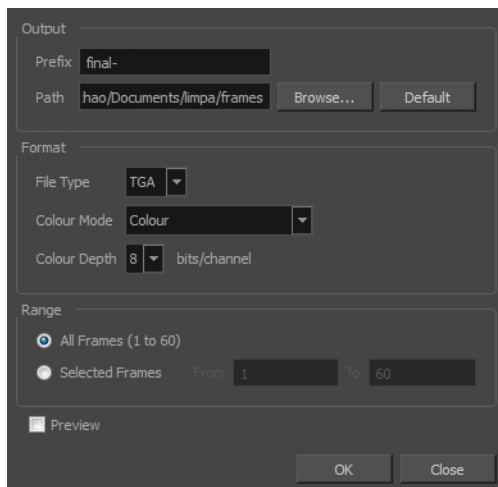 Output
Prefix final-
Path hao/Documents/limpa/frames Browse... Default
Format
File Type TGA
Colour Mode Colour
Colour Depth 8 bits/channel
Range
All Frames (1 to 60)
Selected Frames From 1 To 60
Preview
OK Close